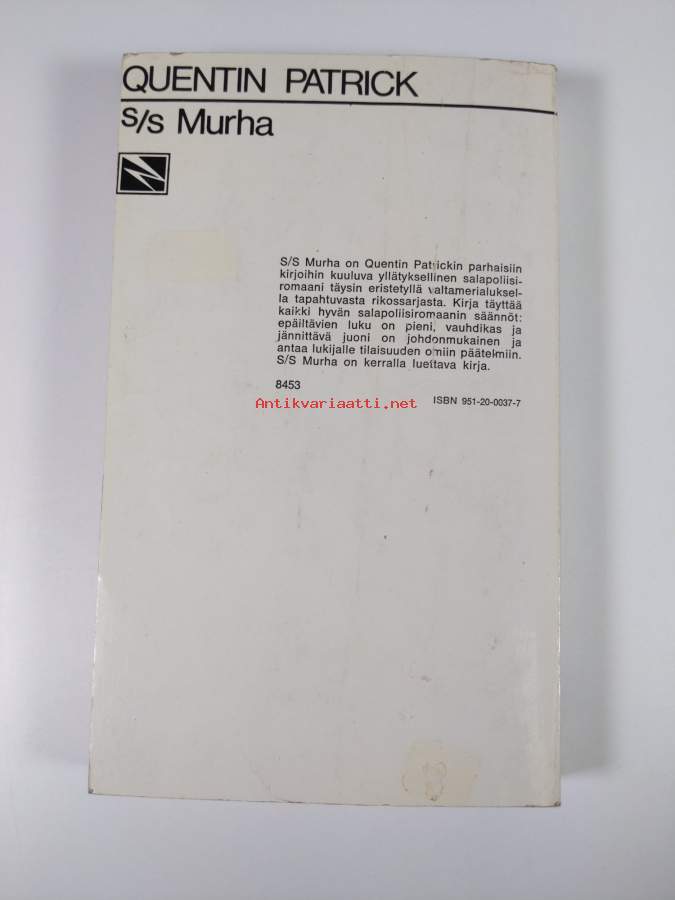 QUENTIN PATRICK
s/s Murha
S/S Murha on Quentin Patrickin parhaisiin
kirjoihin kuuluva yllätyksellinen salapoliisi-
romaani täysin eristetyllä valtamerialuksel-
la tapahtuvasta rikossarjasta. Kirja täyttää
kaikki hyvän salapoliisiromaanin säännöt:
epäiltävien luku on pieni, vauhdikas ja
jännittävä juoni on johdonmukainen ja
antaa lukijalle tilaisuuden omiin päätelmiin.
S/S Murha on kerralla luettava kirja.
8453
ISBN 951-20-0037-7
Antikvariaatti.net